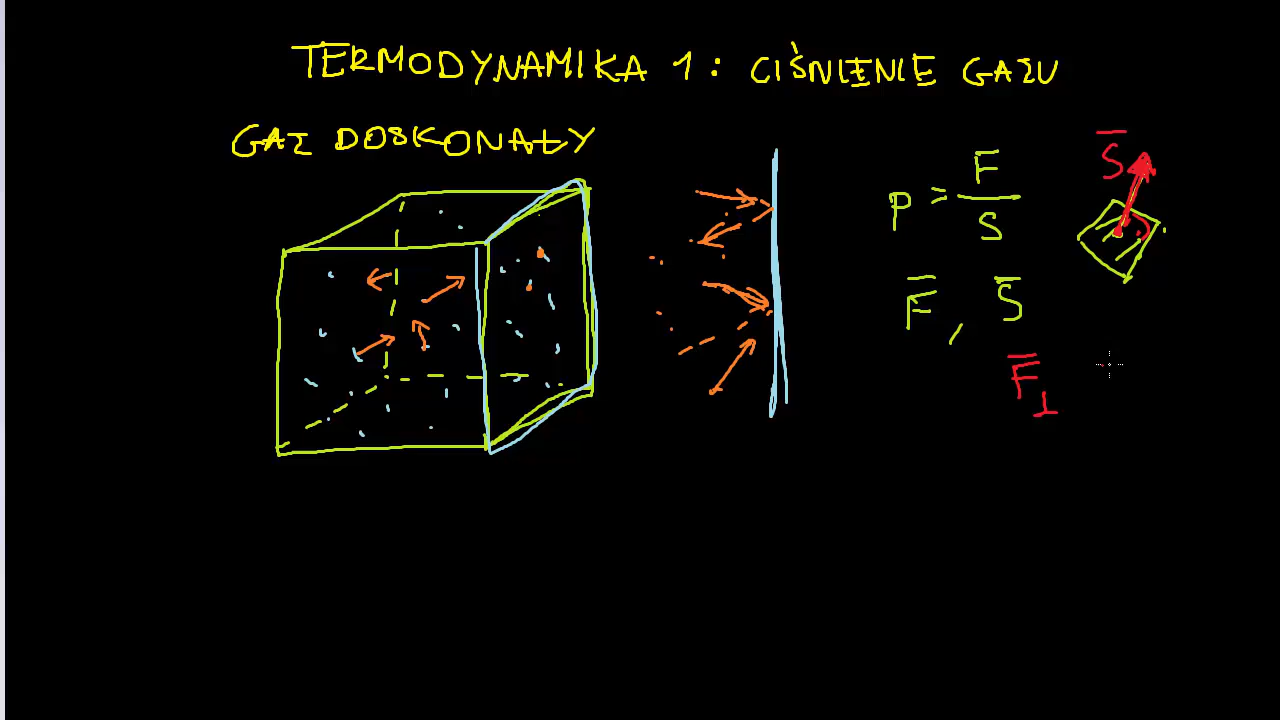 TERMODYNAMIKA 1 : CIŚNIENIE GAZU
GAZ DOSKONAŁY
p = F̅ / S
S̅
F̅ , S̅
F̅⊥